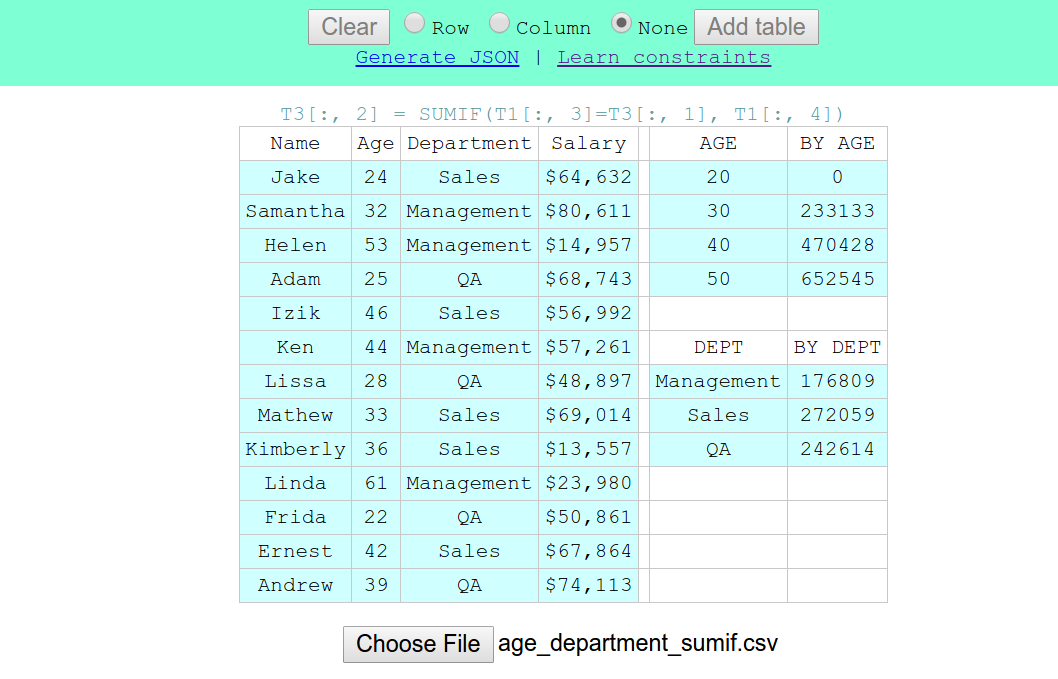 Clear Row Column None Add table
Generate JSON | Learn constraints
T3[:, 2] = SUMIF(T1[:, 3]=T3[:, 1], T1[:, 4])
Name Age Department Salary AGE BY AGE
Jake 24 Sales $64,632 20 0
Samantha 32 Management $80,611 30 233133
Helen 53 Management $14,957 40 470428
Adam 25 QA $68,743 50 652545
Izik 46 Sales $56,992
Ken 44 Management $57,261 DEPT BY DEPT
Lissa 28 QA $48,897 Management 176809
Mathew 33 Sales $69,014 Sales 272059
Kimberly 36 Sales $13,557 QA 242614
Linda 61 Management $23,980
Frida 22 QA $50,861
Ernest 42 Sales $67,864
Andrew 39 QA $74,113
Choose File age_department_sumif.csv